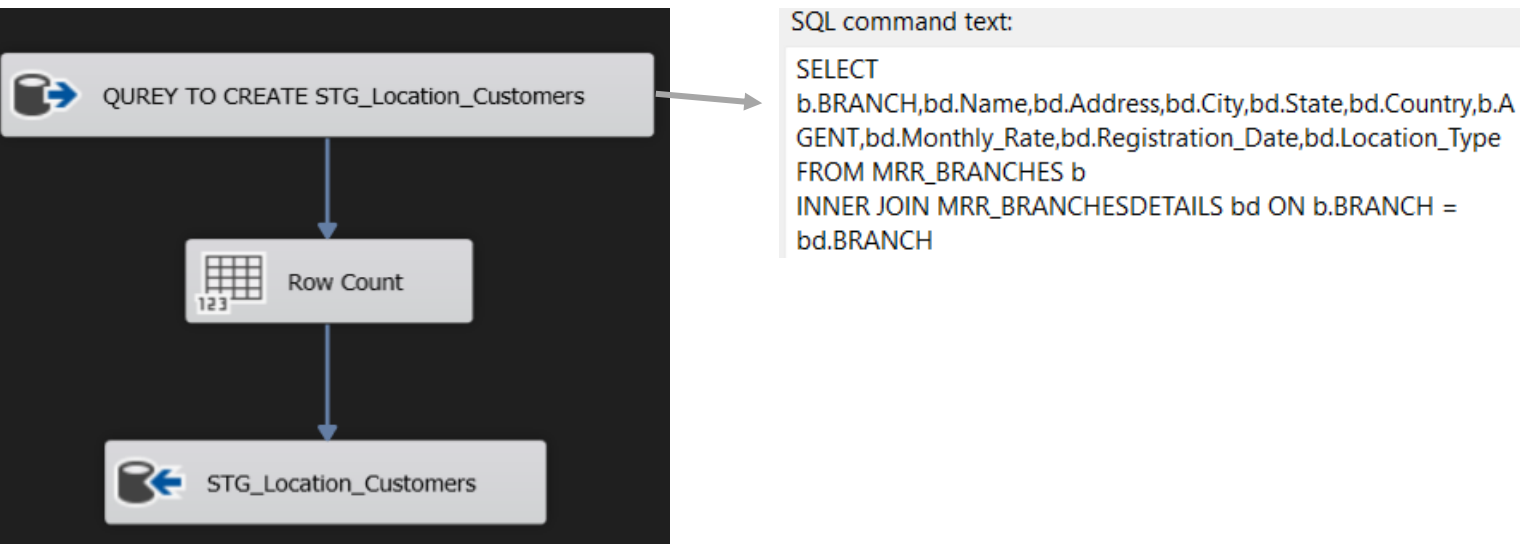 QUREY TO CREATE STG_Location_Customers
123
Row Count
STG_Location_Customers
SQL command text:
SELECT
b.BRANCH,bd.Name,bd.Address,bd.City,bd.State,bd.Country,b.A
GENT,bd.Monthly_Rate,bd.Registration_Date,bd.Location_Type
FROM MRR_BRANCHES b
INNER JOIN MRR_BRANCHESDETAILS bd ON b.BRANCH =
bd.BRANCH